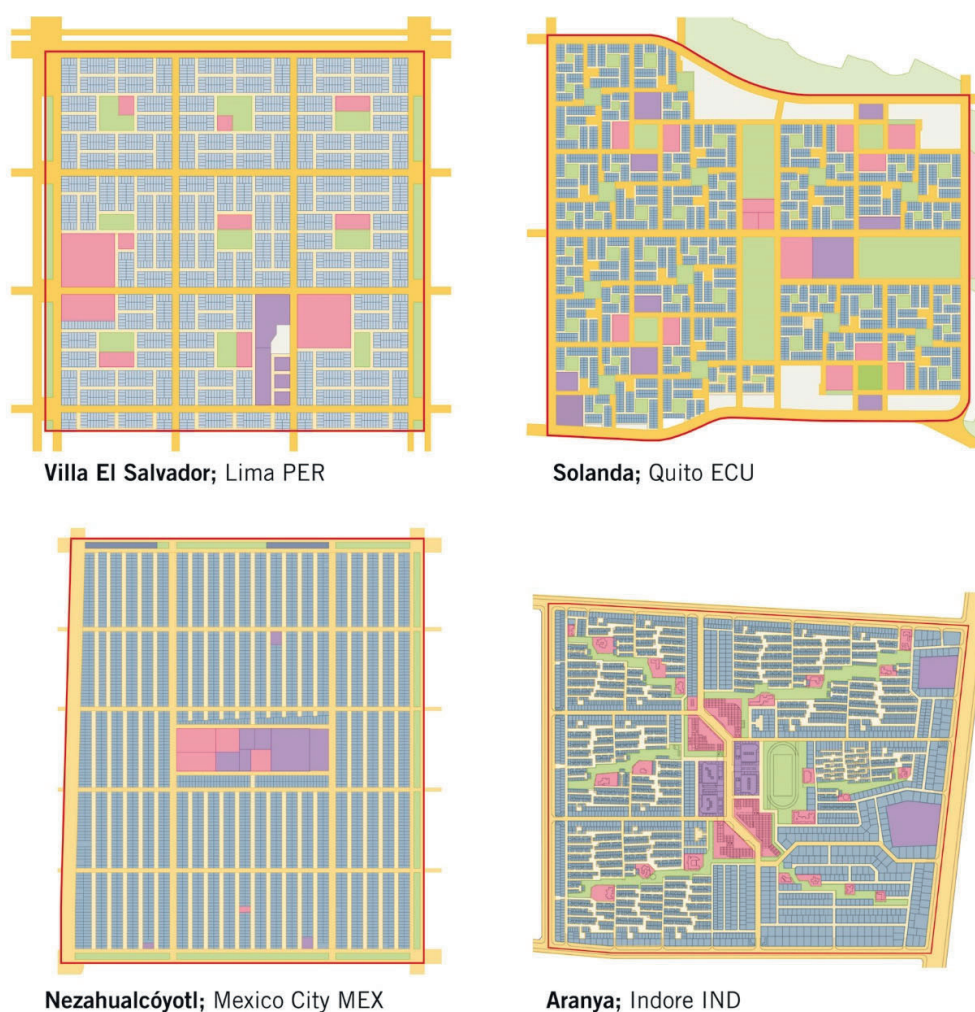 Villa El Salvador; Lima PER
Solanda; Quito ECU
Nezahualcóyotl; Mexico City MEX
Aranya; Indore IND